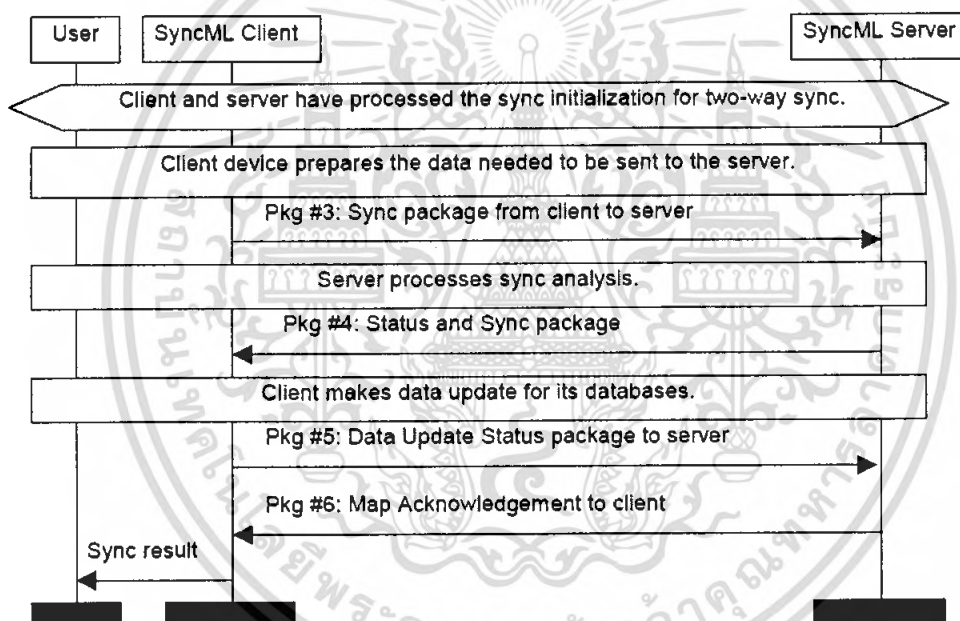 User
SyncML Client
SyncML Server
Client and server have processed the sync initialization for two-way sync.
Client device prepares the data needed to be sent to the server.
Pkg #3: Sync package from client to server
Server processes sync analysis.
Pkg #4: Status and Sync package
Client makes data update for its databases.
Pkg #5: Data Update Status package to server
Pkg #6: Map Acknowledgement to client
Sync result